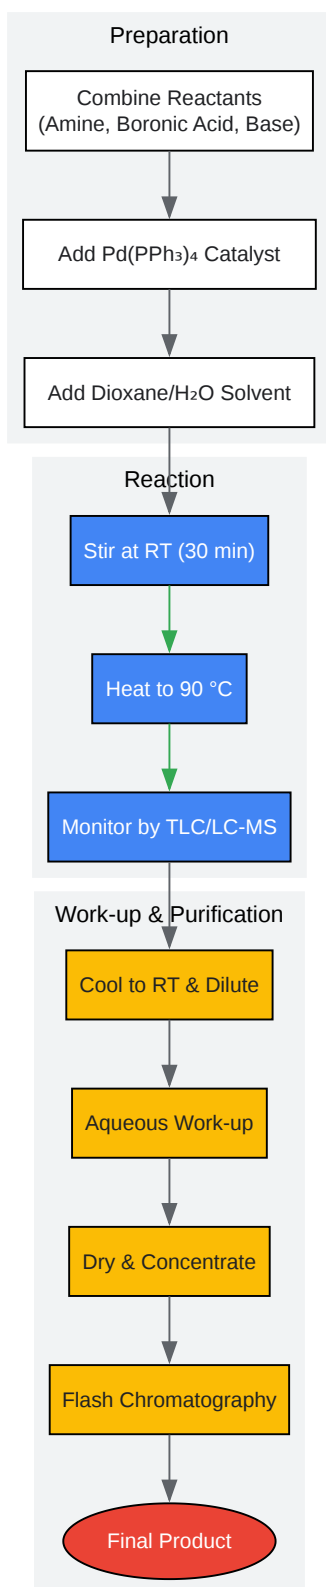 Preparation
Combine Reactants
(Amine, Boronic Acid, Base)
Add Pd(PPh₃)₄ Catalyst
Add Dioxane/H₂O Solvent
Reaction
Stir at RT (30 min)
Heat to 90 °C
Monitor by TLC/LC-MS
Work-up & Purification
Cool to RT & Dilute
Aqueous Work-up
Dry & Concentrate
Flash Chromatography
Final Product